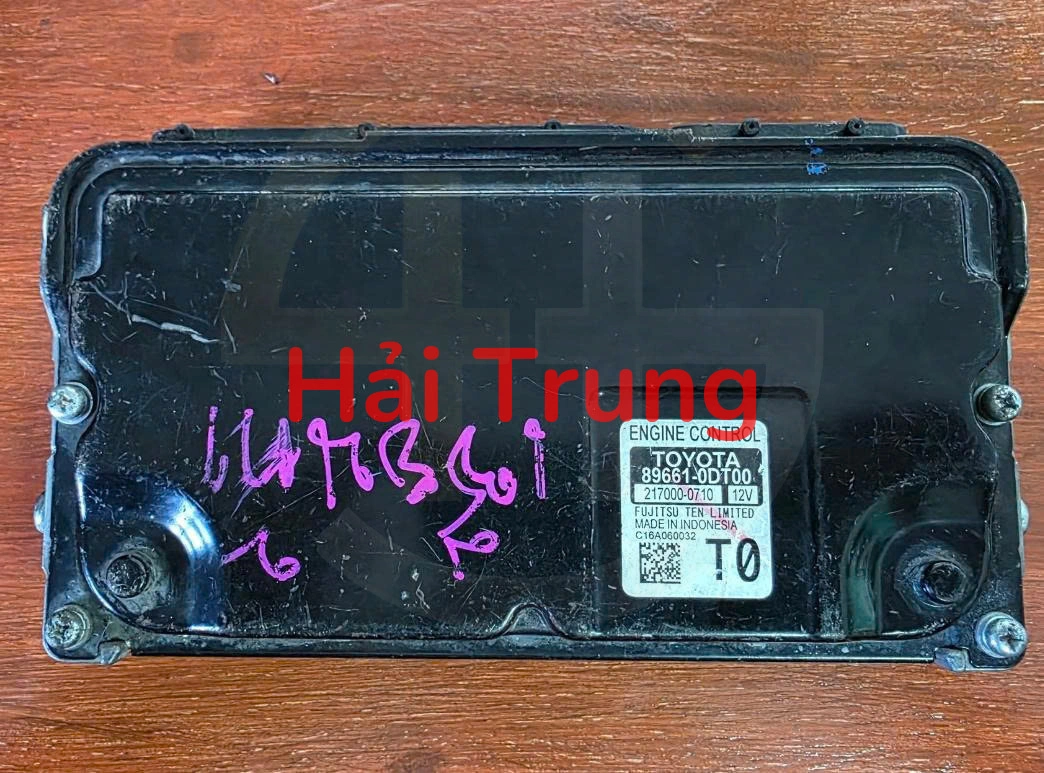 Hải Trung
ENGINE CONTROL
TOYOTA
89661-0DT00
217000-0710 12V
FUJITSU TEN LIMITED
MADE IN INDONESIA
C16A060032
T0